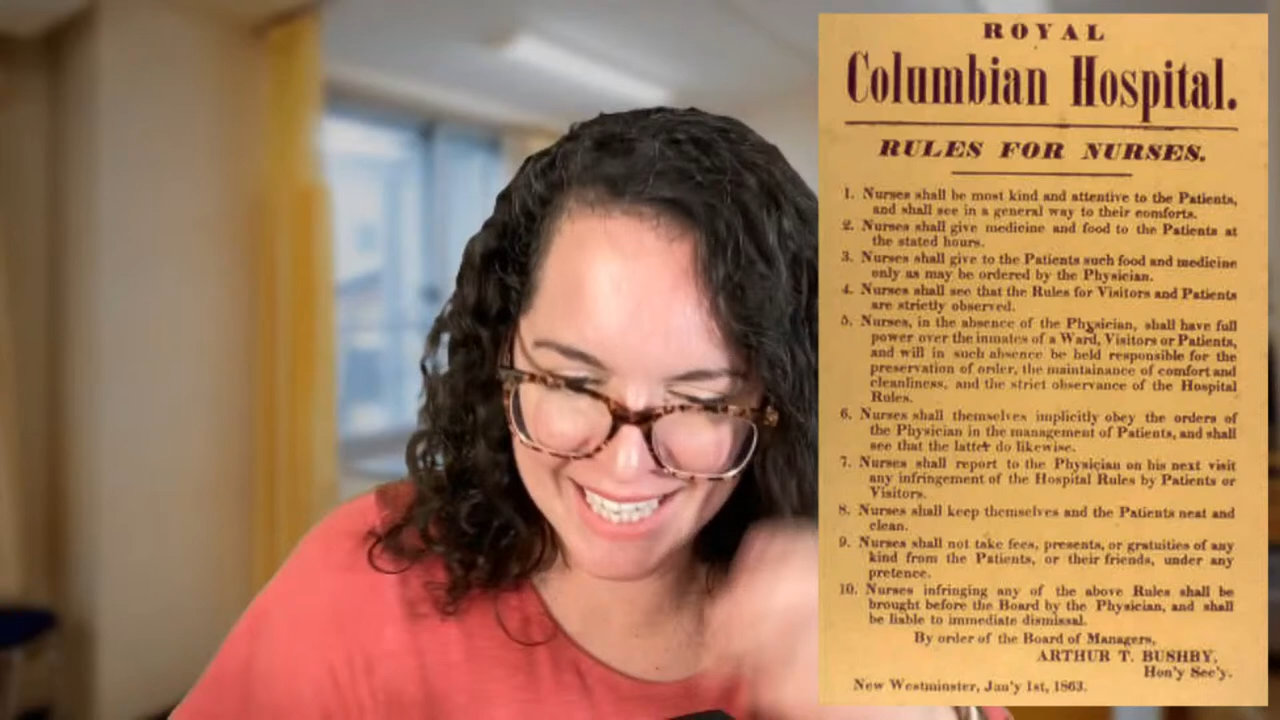 ROYAL
Columbian Hospital.
RULES FOR NURSES.
1. Nurses shall be most kind and attentive to the Patients,
and shall see in a general way to their comforts.
2. Nurses shall give medicine and food to the Patients at
the stated hours.
3. Nurses shall give to the Patients such food and medicine
only as may be ordered by the Physician.
4. Nurses shall see that the Rules for Visitors and Patients
are strictly observed.
5. Nurses, in the absence of the Physician, shall have full
power over the inmates of a Ward, Visitors or Patients,
and will in such absence be held responsible for the
preservation of order, the maintainance of comfort and
cleanliness, and the strict observance of the Hospital
Rules.
6. Nurses shall themselves implicitly obey the orders of
the Physician in the management of Patients, and shall
see that the latter do likewise.
7. Nurses shall report to the Physician on his next visit
any infringement of the Hospital Rules by Patients or
Visitors.
8. Nurses shall keep themselves and the Patients neat and
clean.
9. Nurses shall not take fees, presents, or gratuities of any
kind from the Patients, or their friends, under any
pretence.
10. Nurses infringing any of the above Rules shall be
brought before the Board by the Physician, and shall
be liable to immediate dismissal.
By order of the Board of Managers,
ARTHUR T. BUSHBY,
Hon'y Sec'y.
New Westminster, Jan'y 1st, 1863.